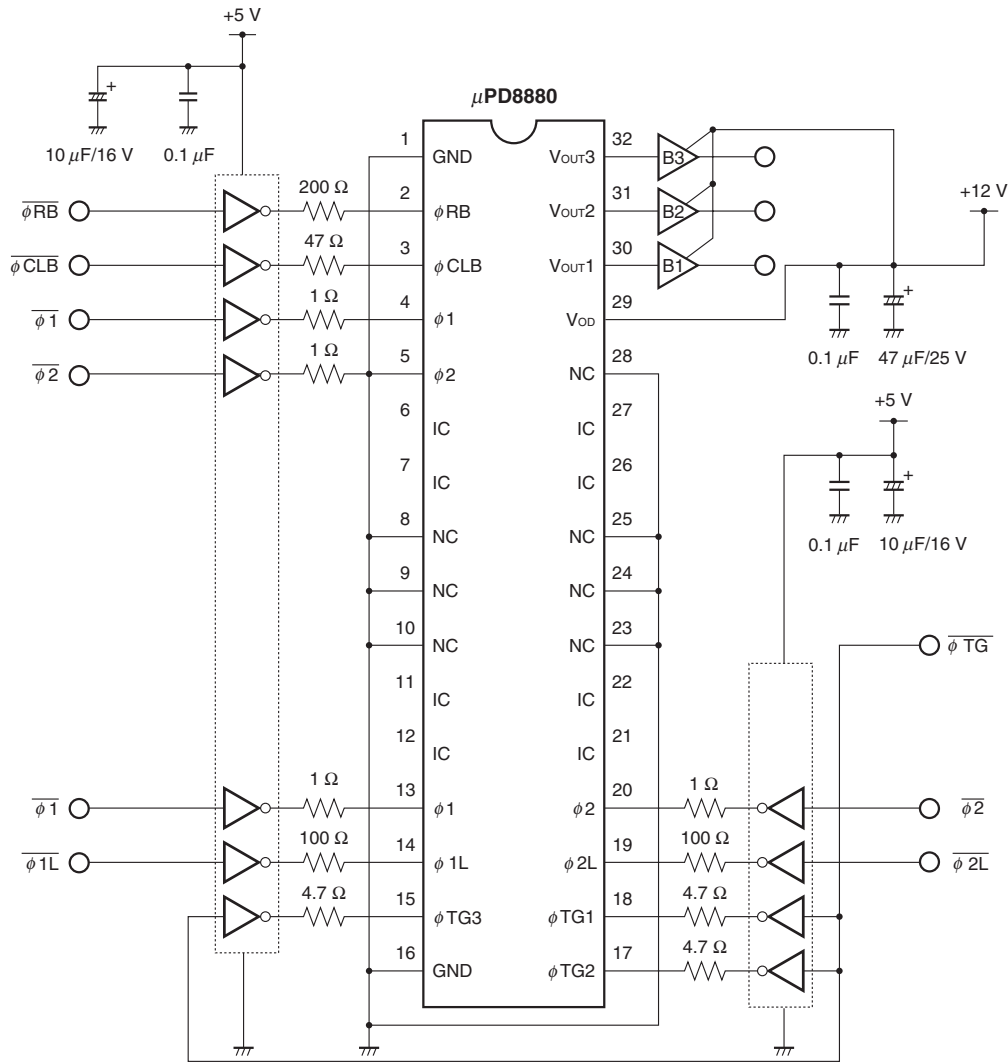 +5 V
+
10 μF/16 V
0.1 μF
μPD8880
1
GND
32
VOUT3
B3
φRB
200 Ω
2
φRB
31
VOUT2
B2
+12 V
φCLB
47 Ω
3
φCLB
30
VOUT1
B1
φ1
1 Ω
4
φ1
29
VOD
+
0.1 μF
47 μF/25 V
φ2
1 Ω
5
φ2
28
NC
6
IC
27
IC
+5 V
7
IC
26
IC
+
0.1 μF
10 μF/16 V
8
NC
25
NC
9
NC
24
NC
10
NC
23
NC
φTG
11
IC
22
IC
12
IC
21
IC
φ1
1 Ω
13
φ1
20
φ2
1 Ω
φ2
φ1L
100 Ω
14
φ1L
19
φ2L
100 Ω
φ2L
4.7 Ω
15
φTG3
18
φTG1
4.7 Ω
16
GND
17
φTG2
4.7 Ω